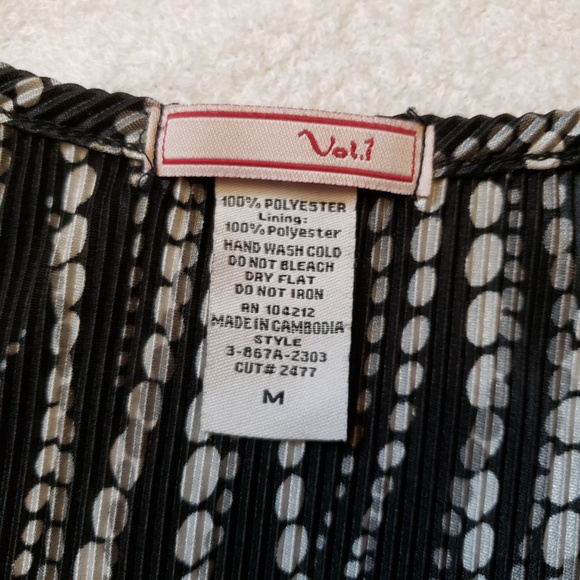 Vol.1
100% POLYESTER
Lining:
100% Polyester
HAND WASH COLD
DO NOT BLEACH
DRY FLAT
DO NOT IRON
RN 104212
MADE IN CAMBODIA
STYLE
3-867A-2303
CUT# 2477
M